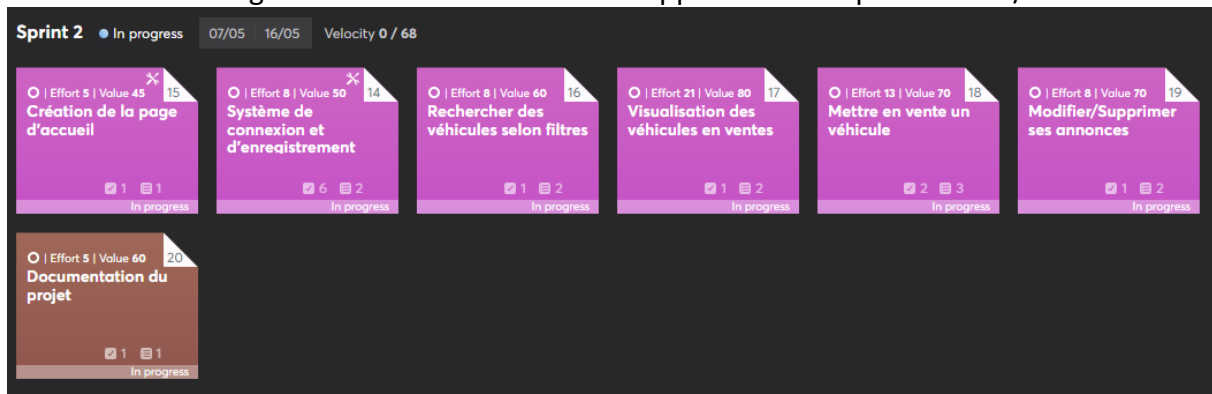 Sprint 2 In progress 07/05 16/05 Velocity 0 / 68
| Effort 5 | Value 45 15
Création de la page
d'accueil
1 1
In progress
| Effort 8 | Value 50 14
Système de
connexion et
d'enregistrement
6 2
In progress
| Effort 8 | Value 60 16
Rechercher des
véhicules selon filtres
1 2
In progress
| Effort 21 | Value 80 17
Visualisation des
véhicules en ventes
1 2
In progress
| Effort 13 | Value 70 18
Mettre en vente un
véhicule
2 3
In progress
| Effort 8 | Value 70 19
Modifier/Supprimer
ses annonces
1 2
In progress
| Effort 5 | Value 60 20
Documentation du
projet
1 1
In progress